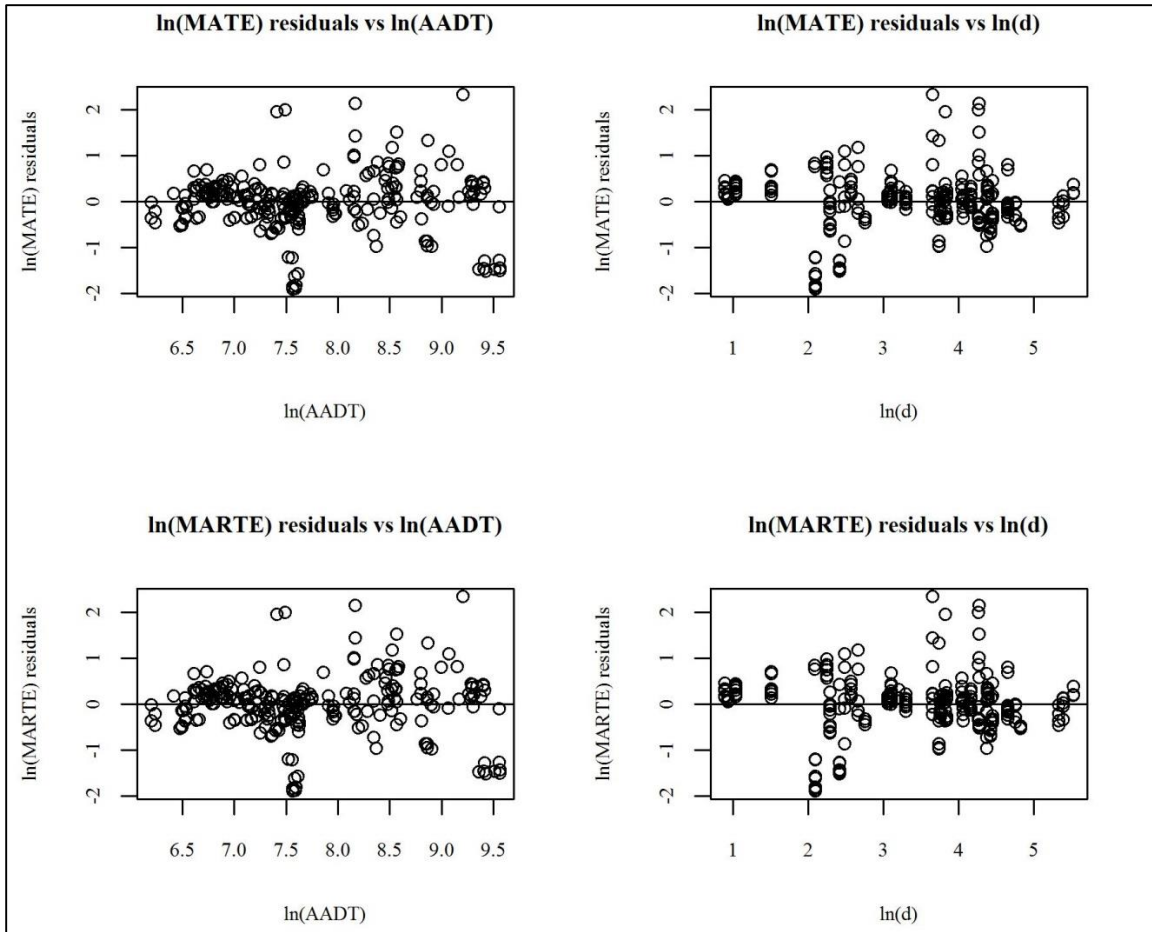 ln(MATE) residuals vs ln(AADT)
ln(MATE) residuals
2
1
0
-1
-2
6.5 7.0 7.5 8.0 8.5 9.0 9.5
ln(AADT)
ln(MATE) residuals vs ln(d)
ln(MATE) residuals
2
1
0
-1
-2
1 2 3 4 5
ln(d)
ln(MARTE) residuals vs ln(AADT)
ln(MARTE) residuals
2
1
0
-1
-2
6.5 7.0 7.5 8.0 8.5 9.0 9.5
ln(AADT)
ln(MARTE) residuals vs ln(d)
ln(MARTE) residuals
2
1
0
-1
-2
1 2 3 4 5
ln(d)